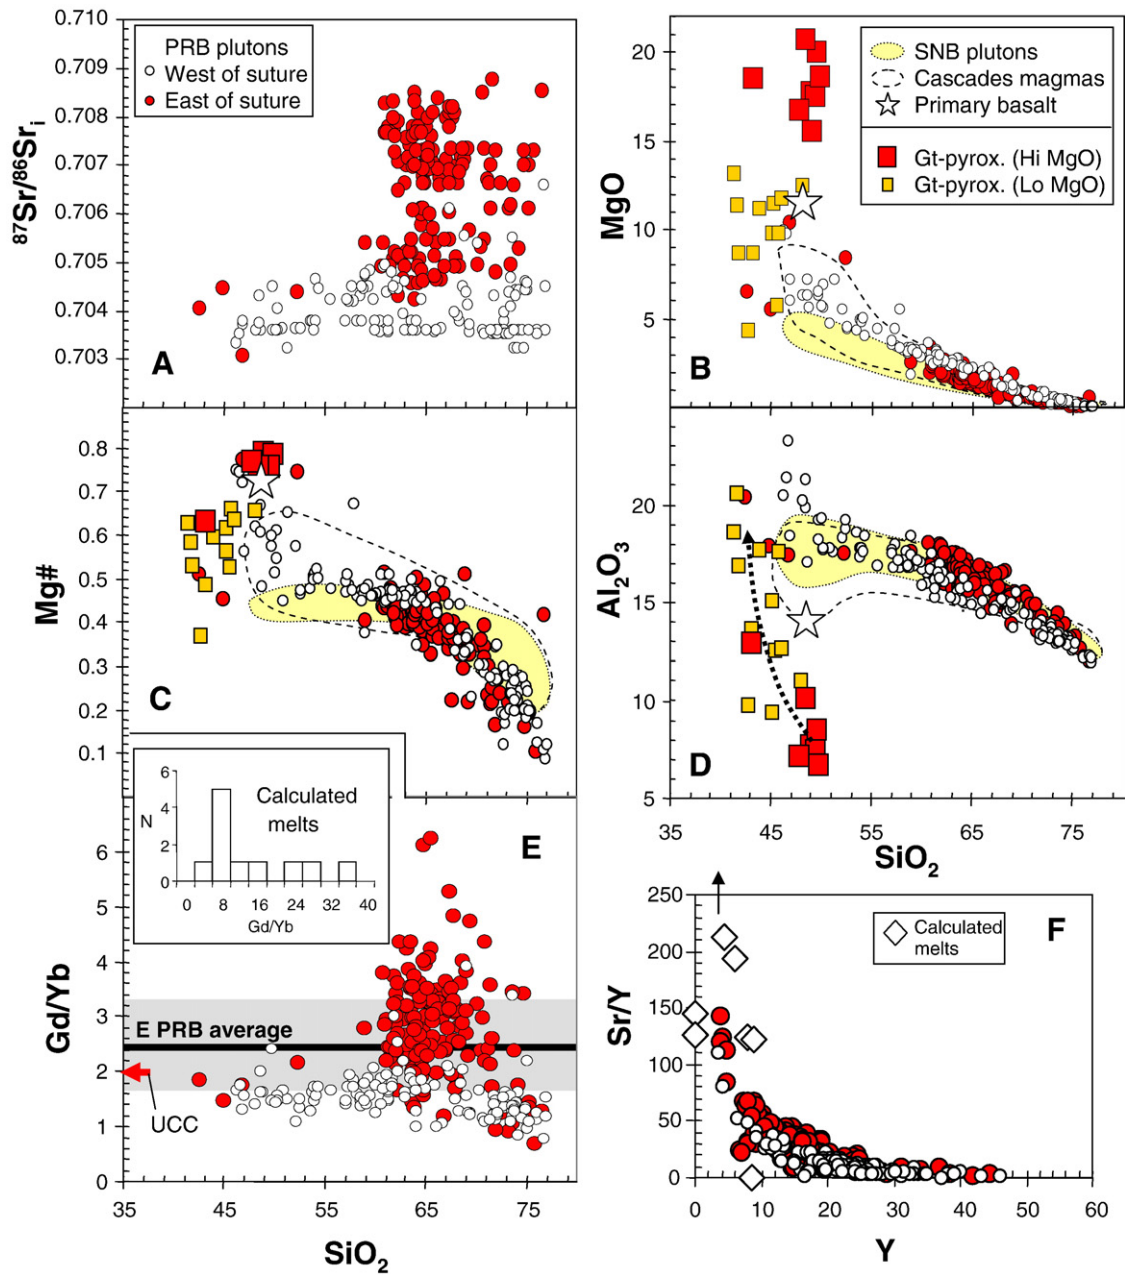 0.710
0.709
0.708
0.707
0.706
0.705
0.704
0.703
87Sr/86Sri
PRB plutons
West of suture
East of suture
A
20
15
10
5
MgO
SNB plutons
Cascades magmas
Primary basalt
Gt-pyrox. (Hi MgO)
Gt-pyrox. (Lo MgO)
B
45 55 65 75
0.8
0.7
0.6
0.5
0.4
0.3
0.2
0.1
Mg#
C
20
15
10
5
Al2O3
D
35 45 55 65 75
SiO2
6
4
2
0
N
Calculated
melts
0 8 16 24 32 40
Gd/Yb
E
6
5
4
3
2
1
0
Gd/Yb
E PRB average
UCC
35 45 55 65 75
SiO2
250
200
150
100
50
0
Sr/Y
Calculated
melts
F
0 10 20 30 40 50 60
Y